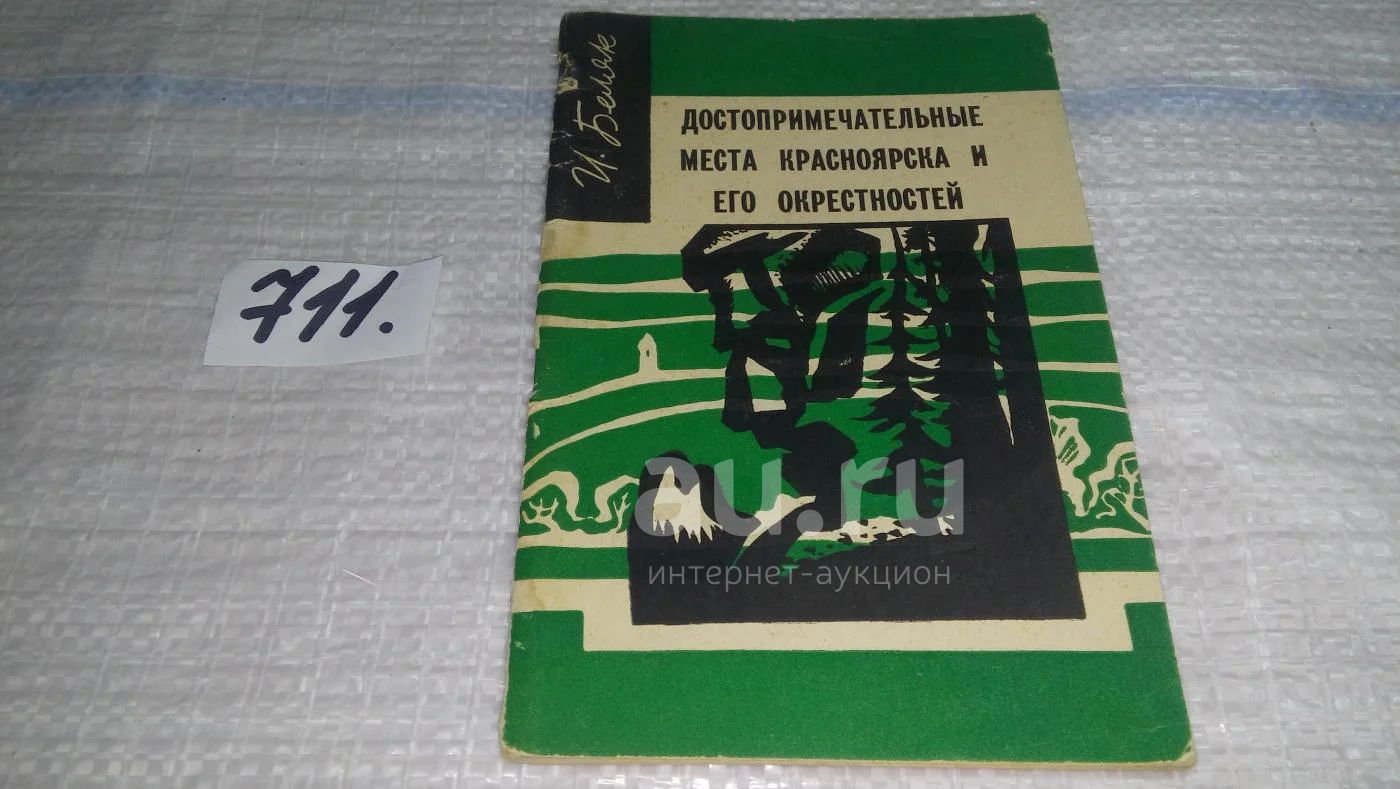 И. Беляк
ДОСТОПРИМЕЧАТЕЛЬНЫЕ
МЕСТА КРАСНОЯРСКА И
ЕГО ОКРЕСТНОСТЕЙ
711.
au.ru
интернет-аукцион